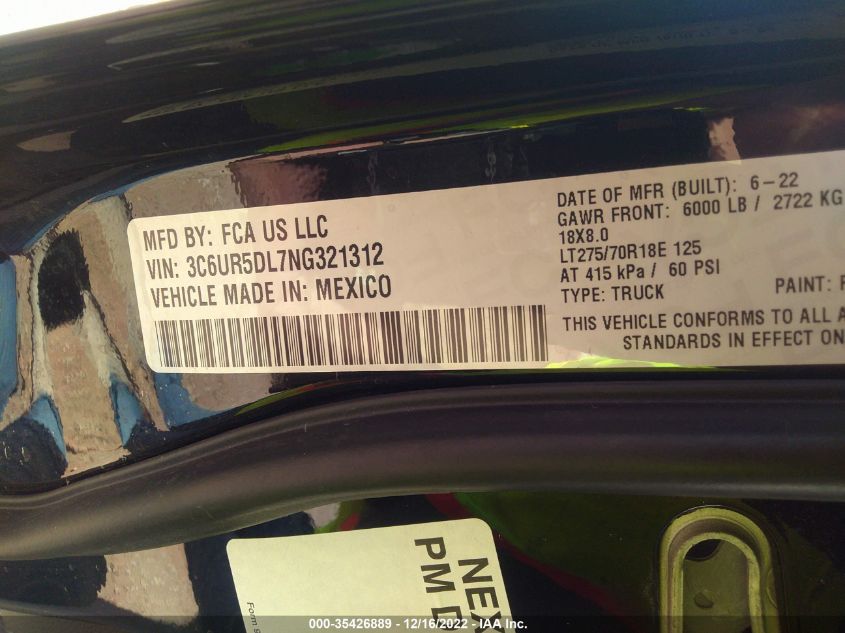 MFD BY: FCA US LLC
VIN: 3C6UR5DL7NG321312
VEHICLE MADE IN: MEXICO
DATE OF MFR (BUILT): 6-22
GAWR FRONT: 6000 LB / 2722 KG
18X8.0
LT275/70R18E 125
AT 415 kPa / 60 PSI
TYPE: TRUCK
PAINT:
THIS VEHICLE CONFORMS TO ALL A
STANDARDS IN EFFECT ON
NEX
PM D
Form
000-35426889 - 12/16/2022 - IAA Inc.